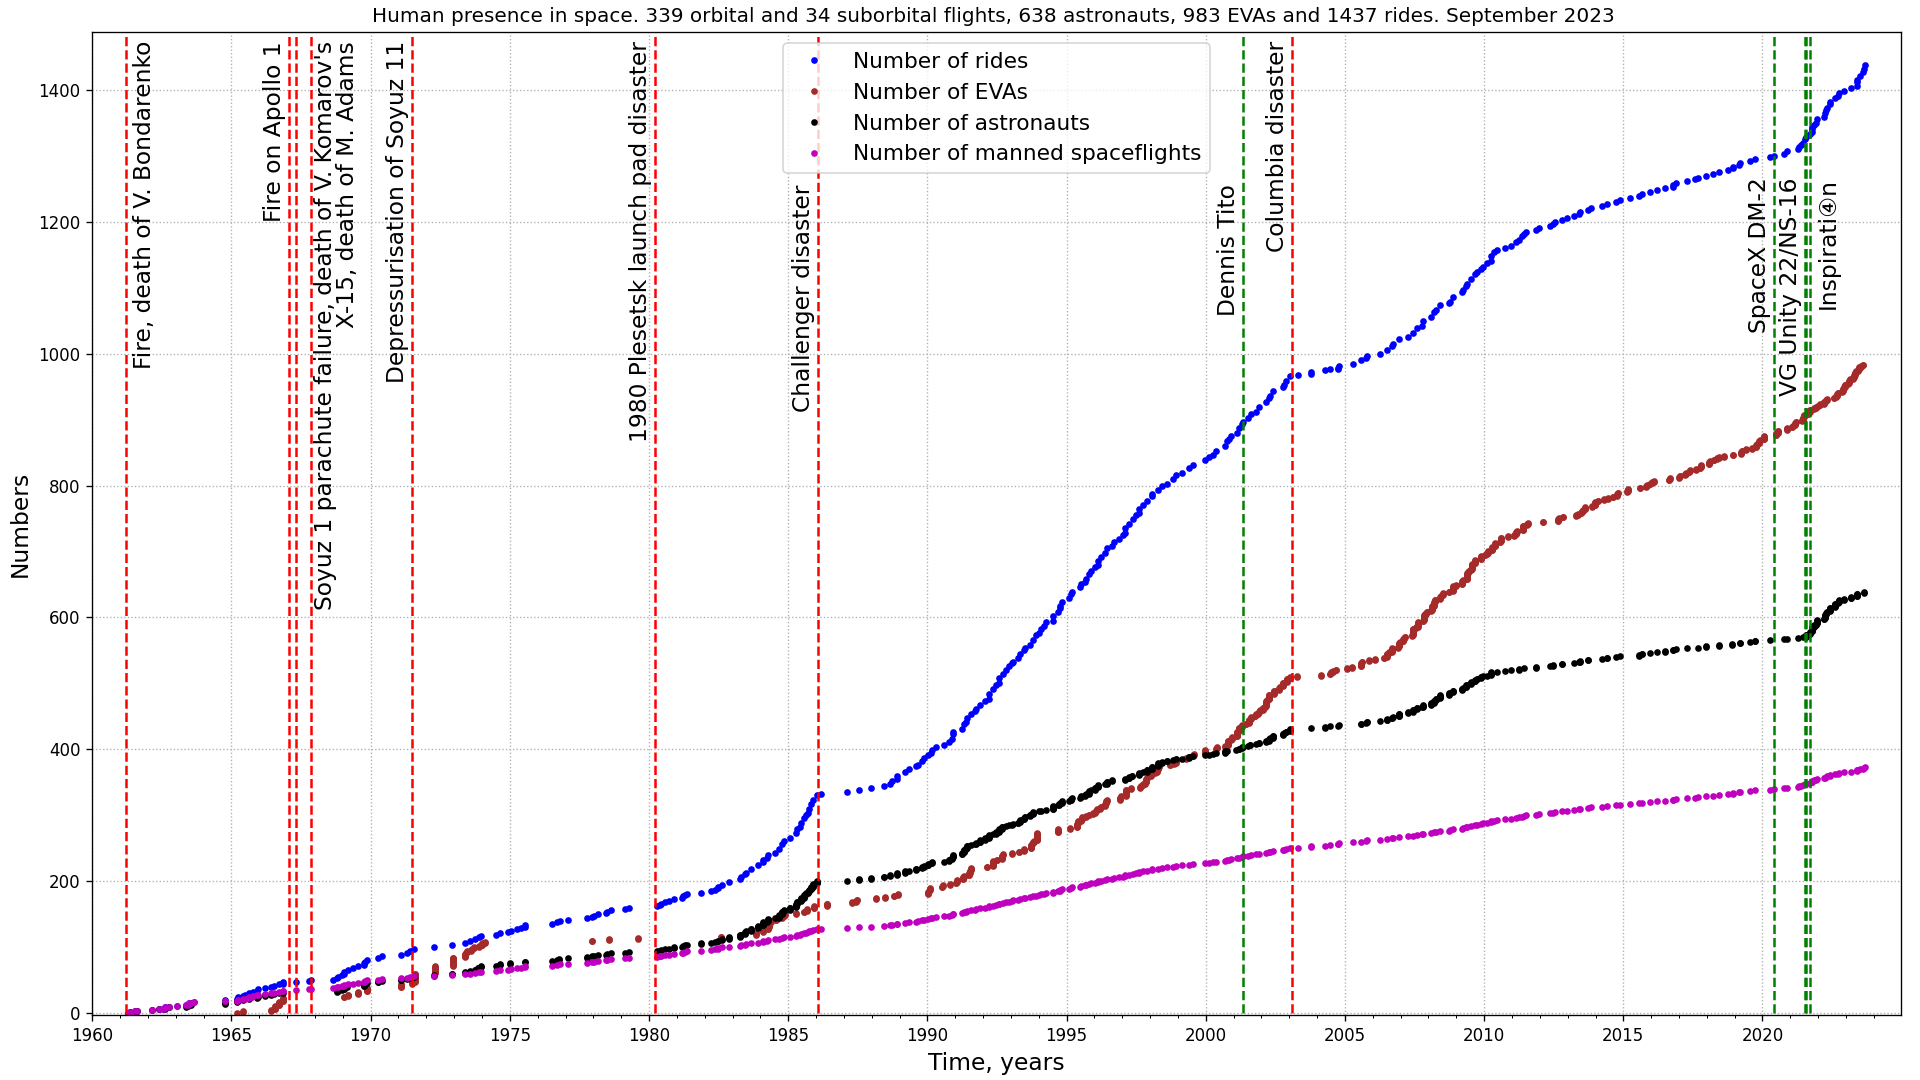 Human presence in space. 339 orbital and 34 suborbital flights, 638 astronauts, 983 EVAs and 1437 rides. September 2023
Number of rides
Number of EVAs
Number of astronauts
Number of manned spaceflights
Fire, death of V. Bondarenko
Fire on Apollo 1
Soyuz 1 parachute failure, death of V. Komarov's
X-15, death of M. Adams
Depressurisation of Soyuz 11
1980 Plesetsk launch pad disaster
Challenger disaster
Dennis Tito
Columbia disaster
SpaceX DM-2
VG Unity 22/NS-16
Inspirati④n
Numbers
1400
1200
1000
800
600
400
200
0
1960 1965 1970 1975 1980 1985 1990 1995 2000 2005 2010 2015 2020
Time, years